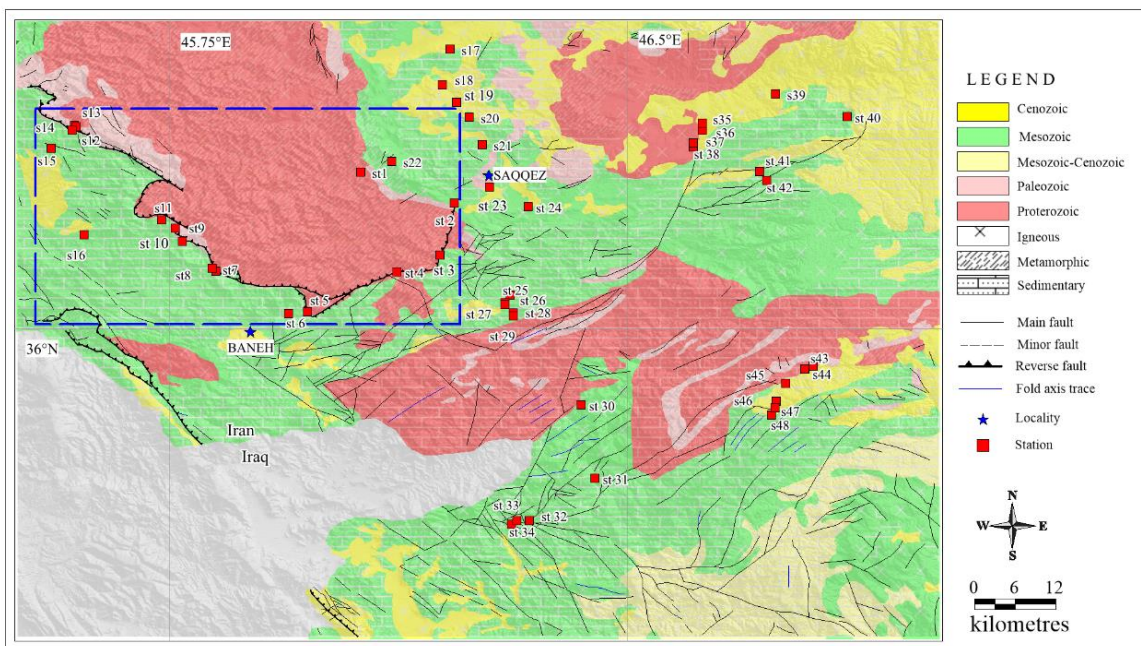 45.75°E
46.5°E
s17
s18
st 19
s20
s21
s22
SAQQEZ
st 23
st 24
s13
s14
s12
s15
s16
s11
st9
st 10
st8
st7
st1
st 2
st 3
st 4
st 5
st 6
BANEH
36°N
st 25
st 26
st 27
st 28
st 29
st 30
st 31
st 32
st 33
st 34
s35
s36
s37
st 38
s39
st 40
st 41
st 42
s43
s44
s45
s46
s47
s48
Iran
Iraq
LEGEND
Cenozoic
Mesozoic
Mesozoic-Cenozoic
Paleozoic
Proterozoic
Igneous
Metamorphic
Sedimentary
Main fault
Minor fault
Reverse fault
Fold axis trace
Locality
Station
N
W E
S
0 6 12
kilometres